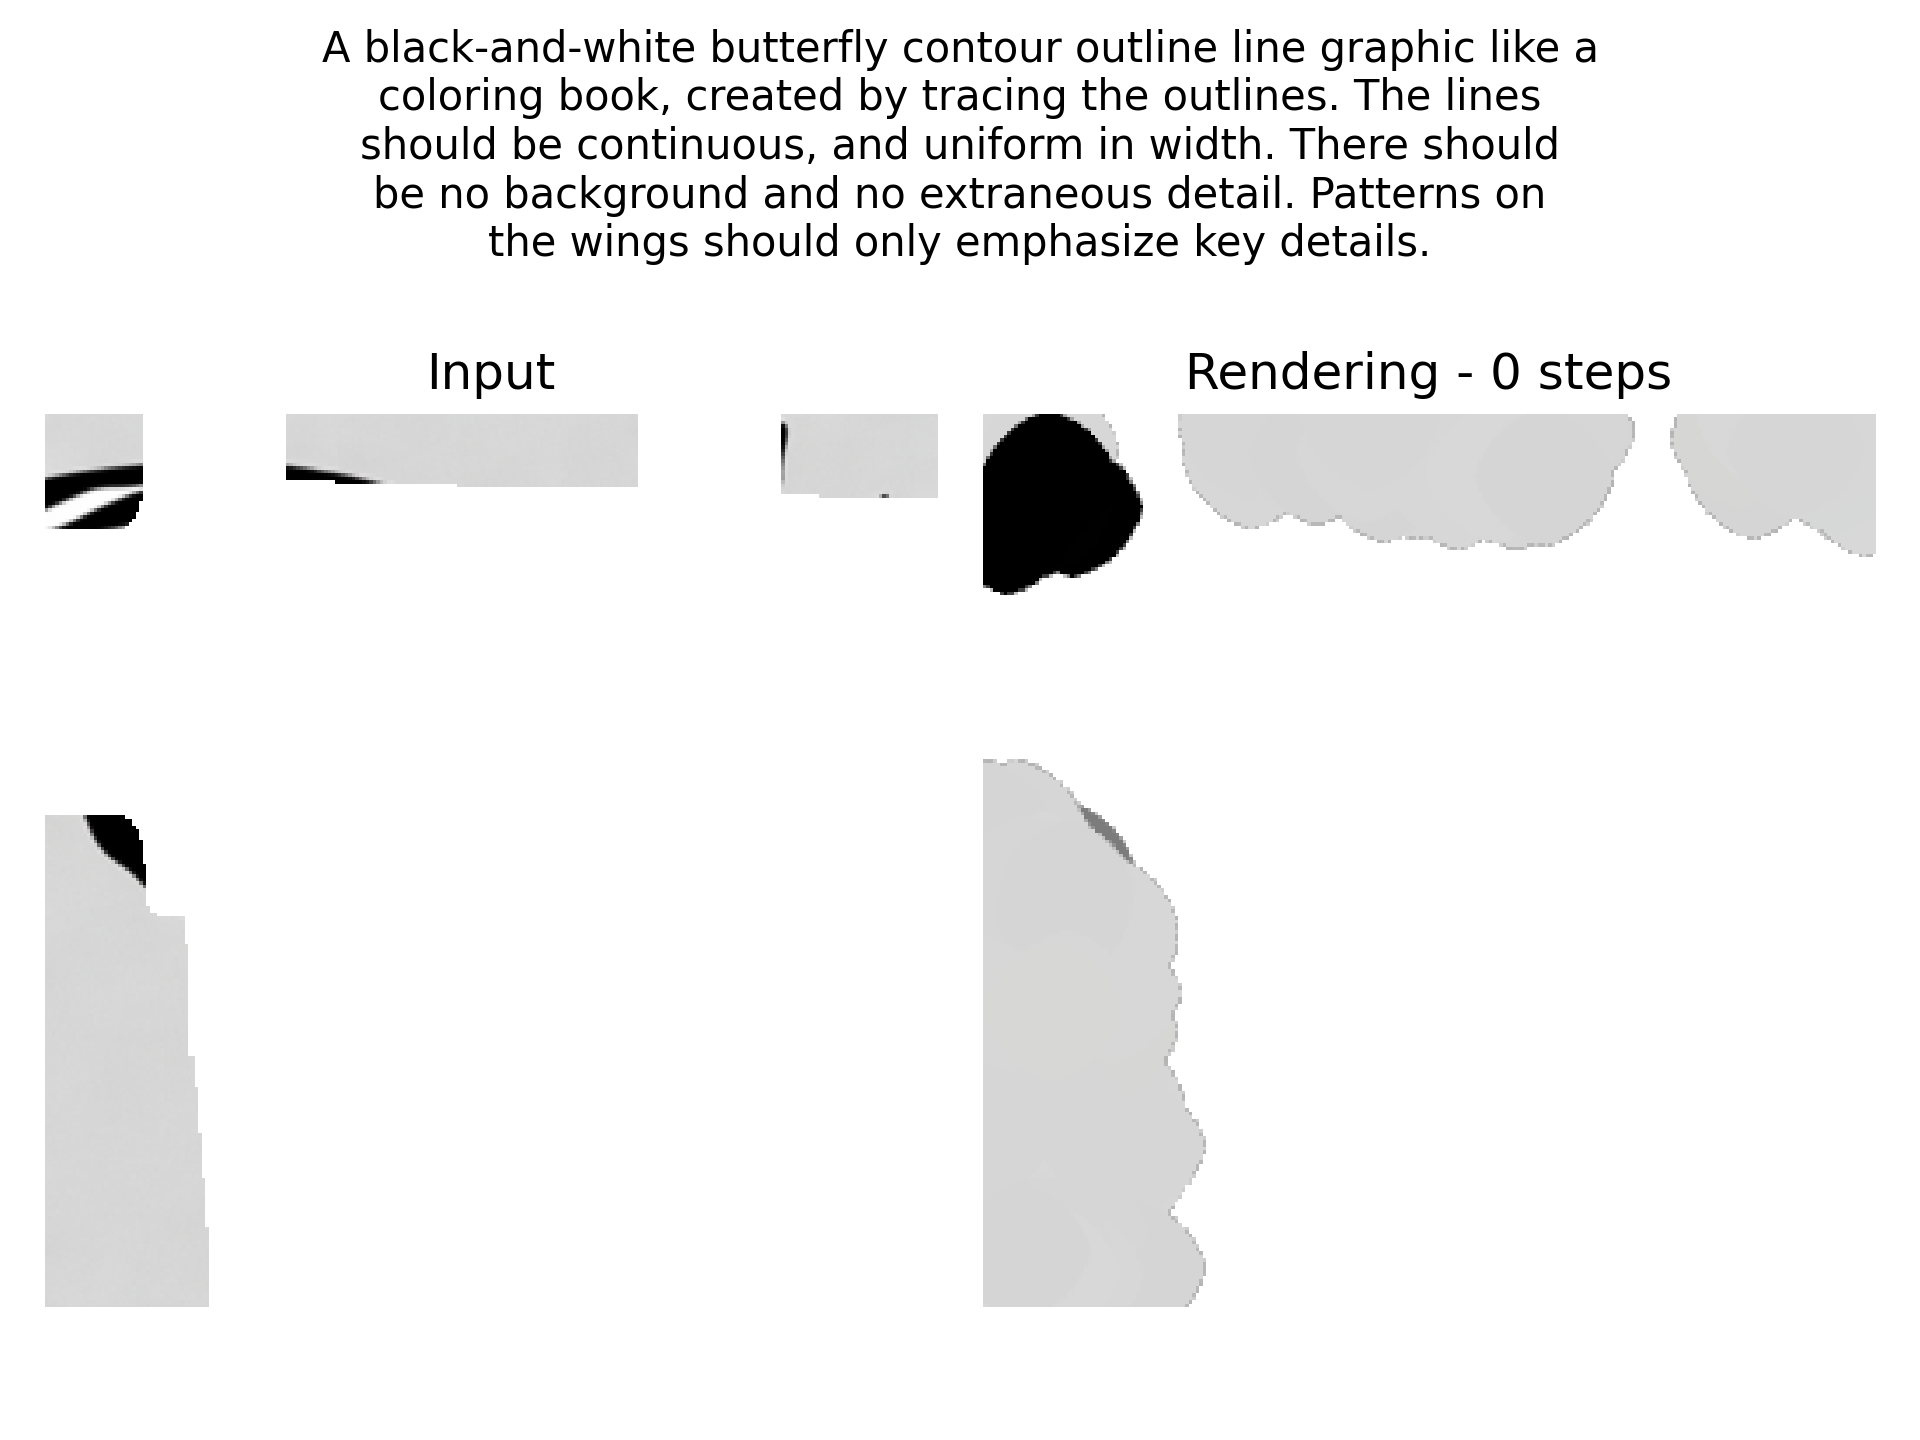 A black-and-white butterfly contour outline line graphic like a
coloring book, created by tracing the outlines. The lines
should be continuous, and uniform in width. There should
be no background and no extraneous detail. Patterns on
the wings should only emphasize key details.
Input
Rendering - 0 steps